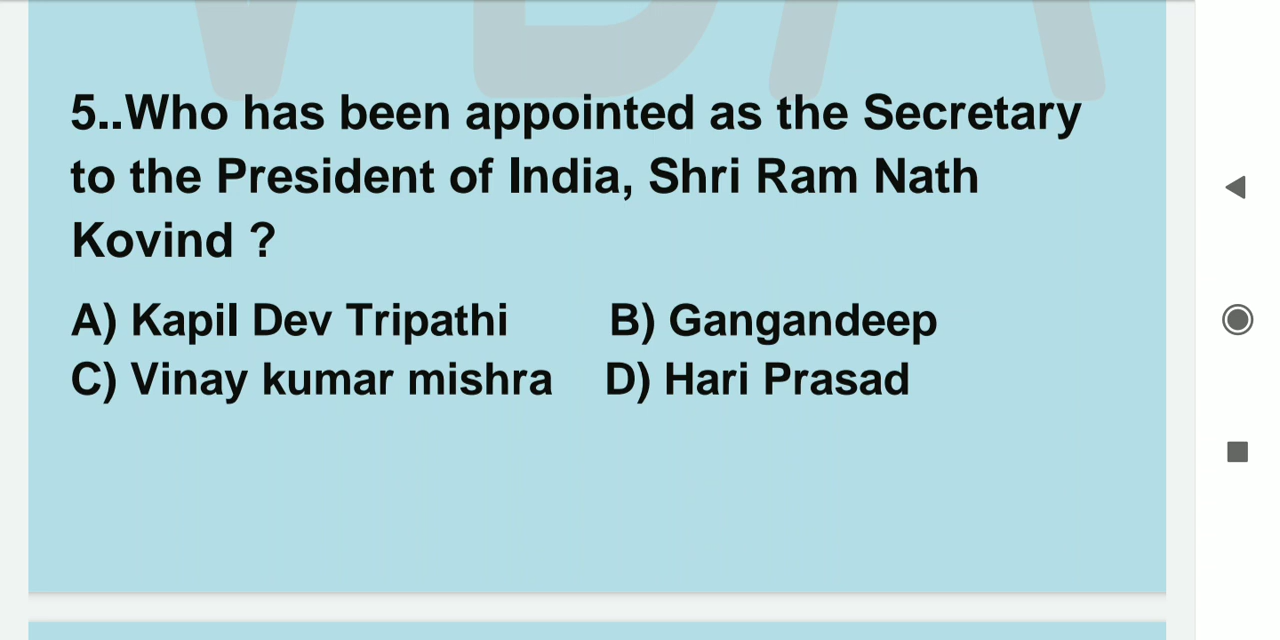 5..Who has been appointed as the Secretary
to the President of India, Shri Ram Nath
Kovind ?
A) Kapil Dev Tripathi B) Gangandeep
C) Vinay kumar mishra D) Hari Prasad